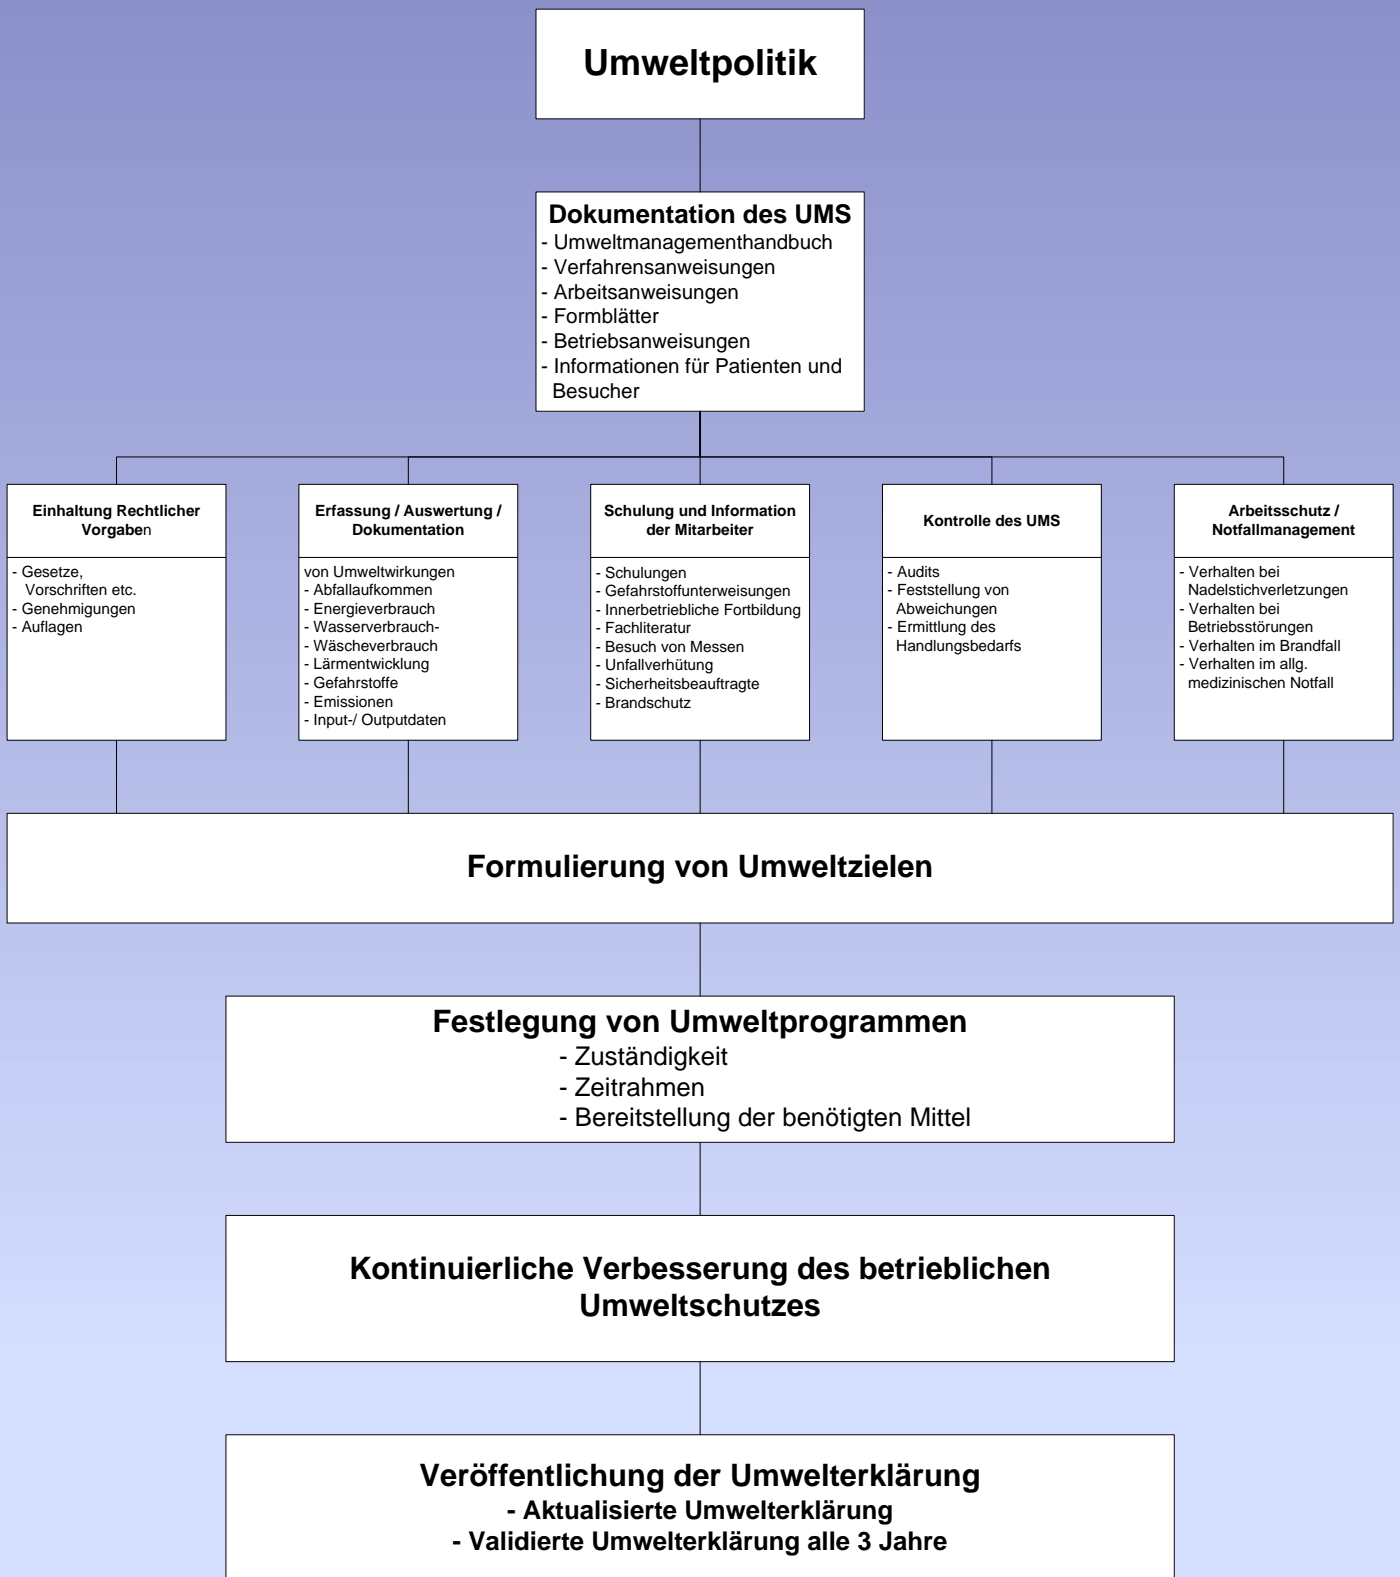 Umweltpolitik
Dokumentation des UMS
- Umweltmanagementhandbuch
- Verfahrensanweisungen
- Arbeitsanweisungen
- Formblätter
- Betriebsanweisungen
- Informationen für Patienten und
Besucher
Einhaltung Rechtlicher
Vorgaben
- Gesetze,
Vorschriften etc.
- Genehmigungen
- Auflagen
Erfassung / Auswertung /
Dokumentation
von Umweltwirkungen
- Abfallaufkommen
- Energieverbrauch
- Wasserverbrauch-
- Wäscheverbrauch
- Lärmentwicklung
- Gefahrstoffe
- Emissionen
- Input-/ Outputdaten
Schulung und Information
der Mitarbeiter
- Schulungen
- Gefahrstoffunterweisungen
- Innerbetriebliche Fortbildung
- Fachliteratur
- Besuch von Messen
- Unfallverhütung
- Sicherheitsbeauftragte
- Brandschutz
Kontrolle des UMS
- Audits
- Feststellung von
Abweichungen
- Ermittlung des
Handlungsbedarfs
Arbeitsschutz /
Notfallmanagement
- Verhalten bei
Nadelstichverletzungen
- Verhalten bei
Betriebsstörungen
- Verhalten im Brandfall
- Verhalten im allg.
medizinischen Notfall
Formulierung von Umweltzielen
Festlegung von Umweltprogrammen
- Zuständigkeit
- Zeitrahmen
- Bereitstellung der benötigten Mittel
Kontinuierliche Verbesserung des betrieblichen
Umweltschutzes
Veröffentlichung der Umwelterklärung
- Aktualisierte Umwelterklärung
- Validierte Umwelterklärung alle 3 Jahre